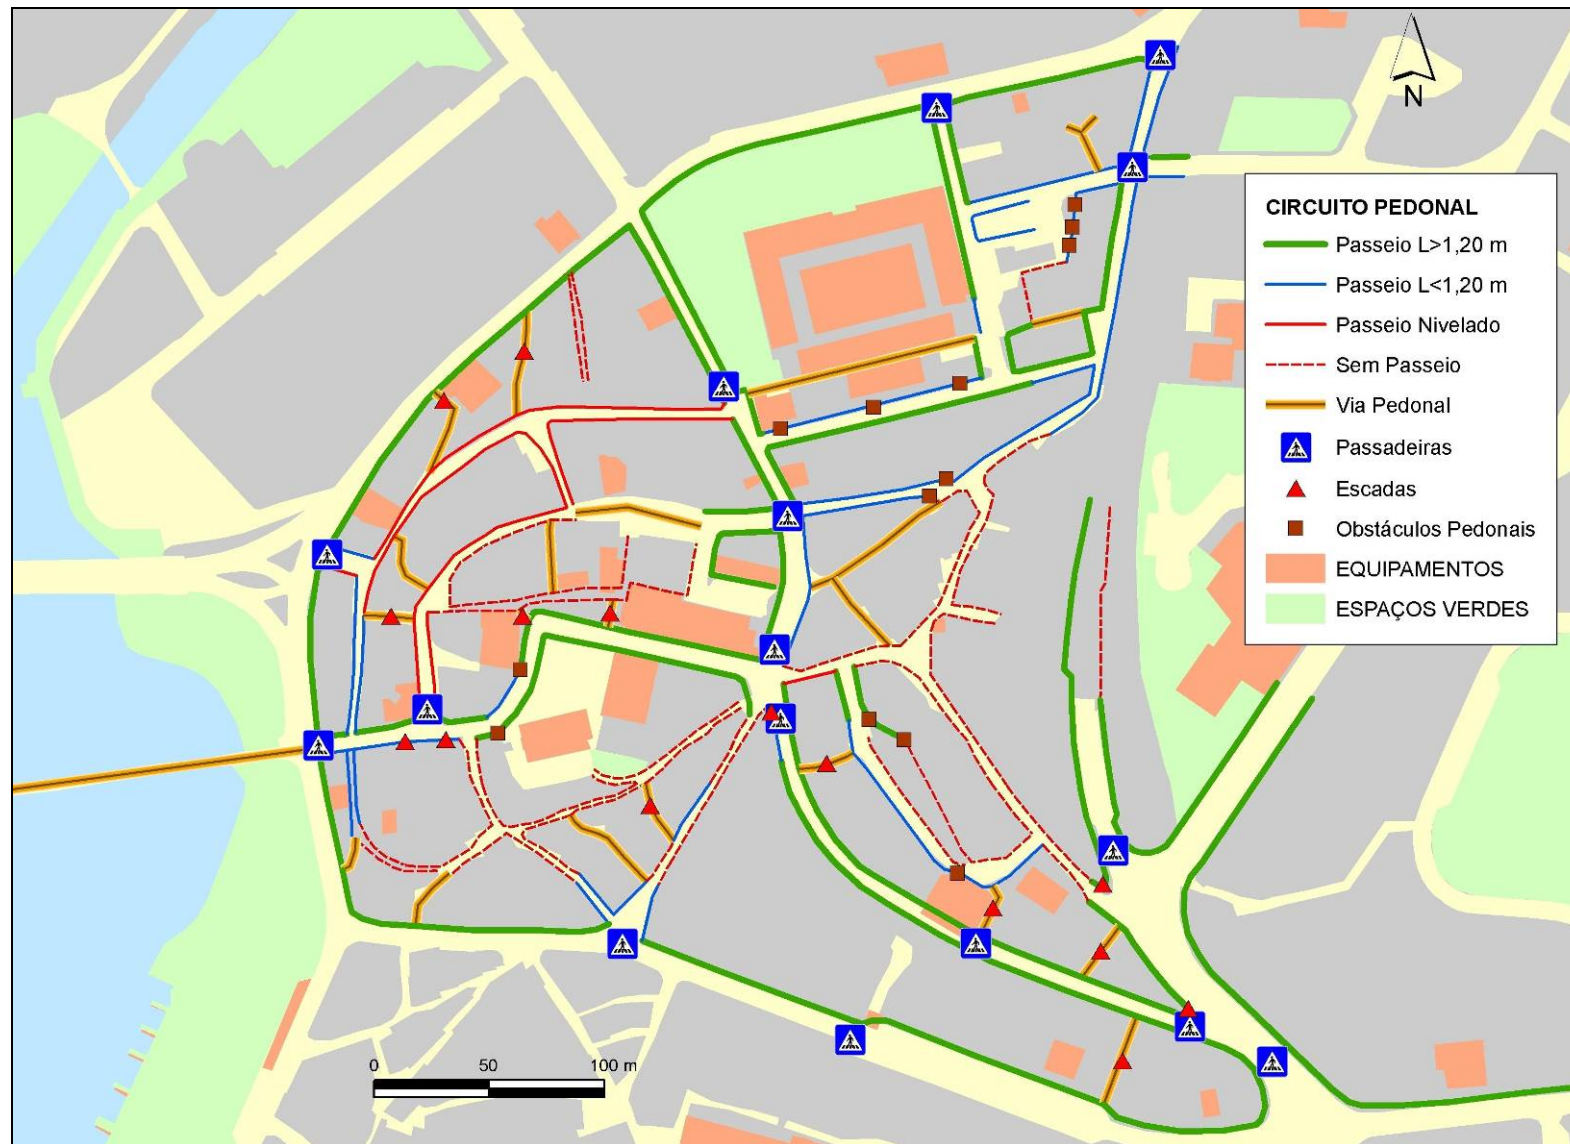 N
CIRCUITO PEDONAL
Passeio L>1,20 m
Passeio L<1,20 m
Passeio Nivelado
Sem Passeio
Via Pedonal
Passadeiras
Escadas
Obstáculos Pedonais
EQUIPAMENTOS
ESPAÇOS VERDES
0 50 100 m